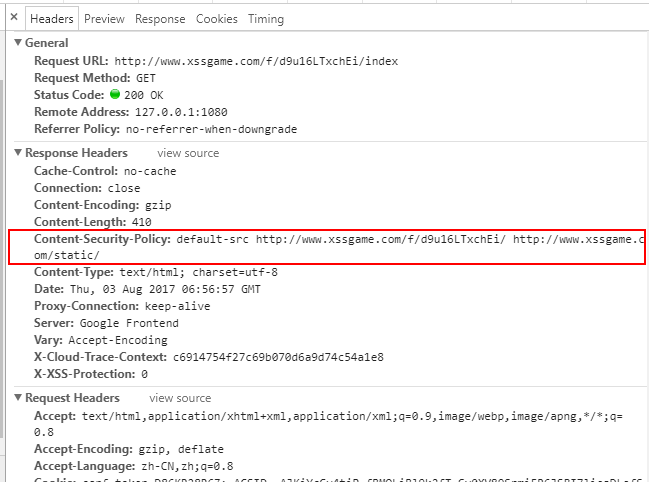 × Headers Preview Response Cookies Timing
▼ General
Request URL: http://www.xssgame.com/f/d9u16LTxchEi/index
Request Method: GET
Status Code: 200 OK
Remote Address: 127.0.0.1:1080
Referrer Policy: no-referrer-when-downgrade
▼ Response Headers view source
Cache-Control: no-cache
Connection: close
Content-Encoding: gzip
Content-Length: 410
Content-Security-Policy: default-src http://www.xssgame.com/f/d9u16LTxchEi/ http://www.xssgame.c
om/static/
Content-Type: text/html; charset=utf-8
Date: Thu, 03 Aug 2017 06:56:57 GMT
Proxy-Connection: keep-alive
Server: Google Frontend
Vary: Accept-Encoding
X-Cloud-Trace-Context: c6914754f27c69b070d6a9d74c54a1e8
X-XSS-Protection: 0
▼ Request Headers view source
Accept: text/html,application/xhtml+xml,application/xml;q=0.9,image/webp,image/apng,*/*;q=
0.8
Accept-Encoding: gzip, deflate
Accept-Language: zh-CN,zh;q=0.8